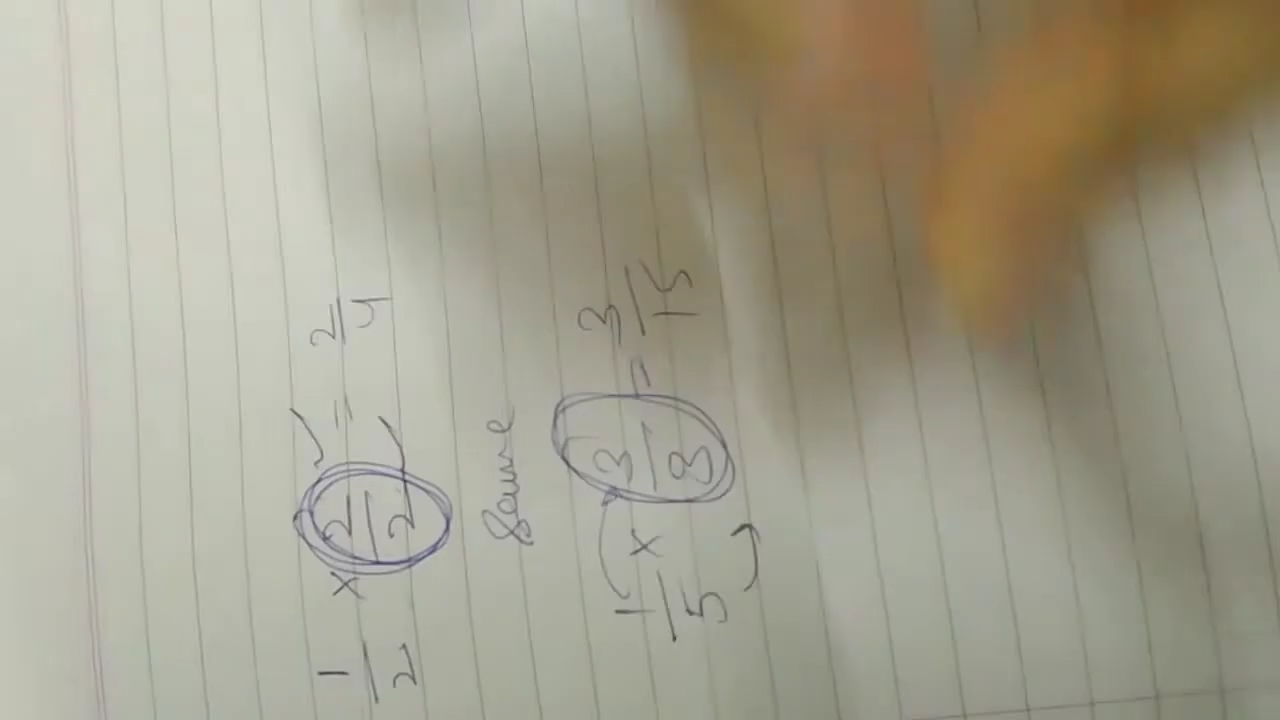 1/2 × 2/2 = 2/4
Same
1/5 × 3/3 = 3/15